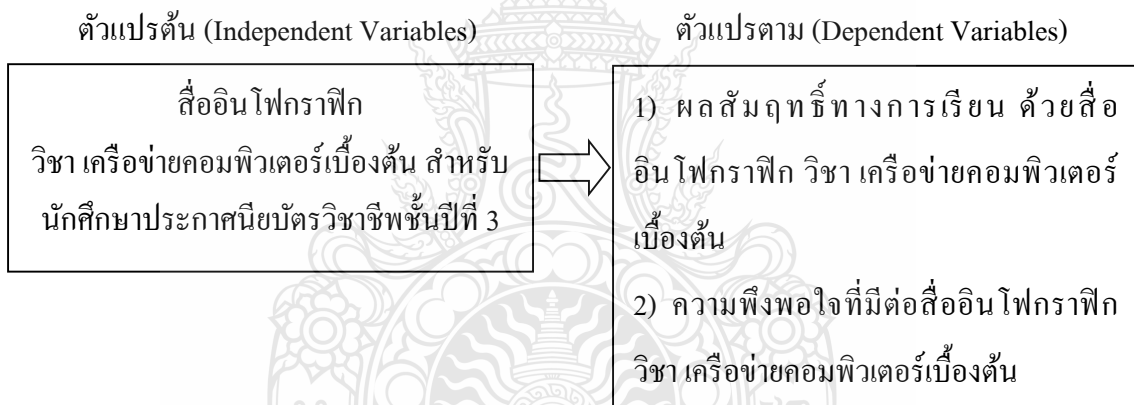 ตัวแปรต้น (Independent Variables)
สื่ออินโฟกราฟิก
วิชา เครือข่ายคอมพิวเตอร์เบื้องต้น สำหรับ
นักศึกษาประกาศนียบัตรวิชาชีพชั้นปีที่ 3
ตัวแปรตาม (Dependent Variables)
1) ผลสัมฤทธิ์ทางการเรียน ด้วยสื่อ
อินโฟกราฟิก วิชา เครือข่ายคอมพิวเตอร์
เบื้องต้น
2) ความพึงพอใจที่มีต่อสื่ออินโฟกราฟิก
วิชา เครือข่ายคอมพิวเตอร์เบื้องต้น